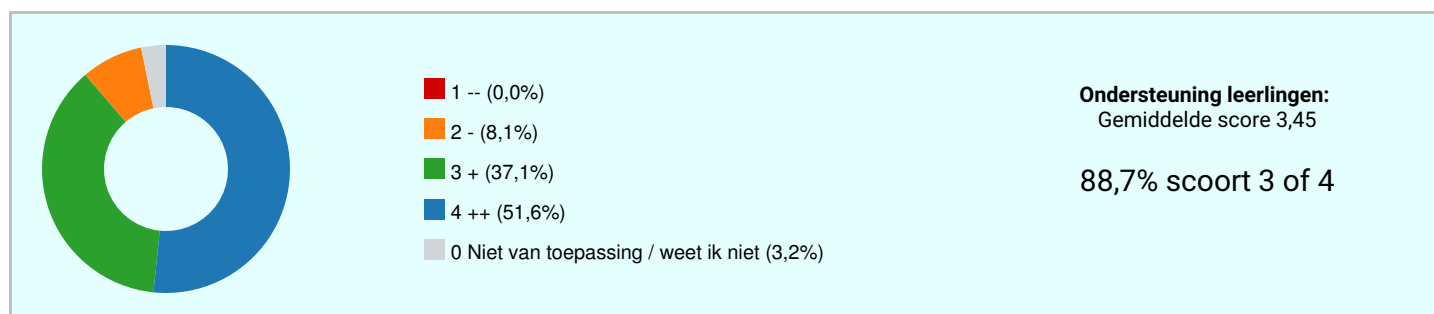 1 -- (0,0%)
2 - (8,1%)
3 + (37,1%)
4 ++ (51,6%)
0 Niet van toepassing / weet ik niet (3,2%)
Ondersteuning leerlingen:
Gemiddelde score 3,45
88,7% scoort 3 of 4